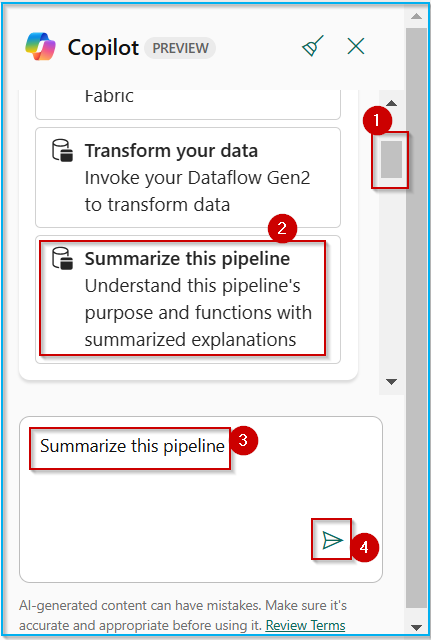 Copilot PREVIEW
Fabric
1
Transform your data
Invoke your Dataflow Gen2
to transform data
2
Summarize this pipeline
Understand this pipeline's
purpose and functions with
summarized explanations
Summarize this pipeline 3
4
AI-generated content can have mistakes. Make sure it's
accurate and appropriate before using it. Review Terms